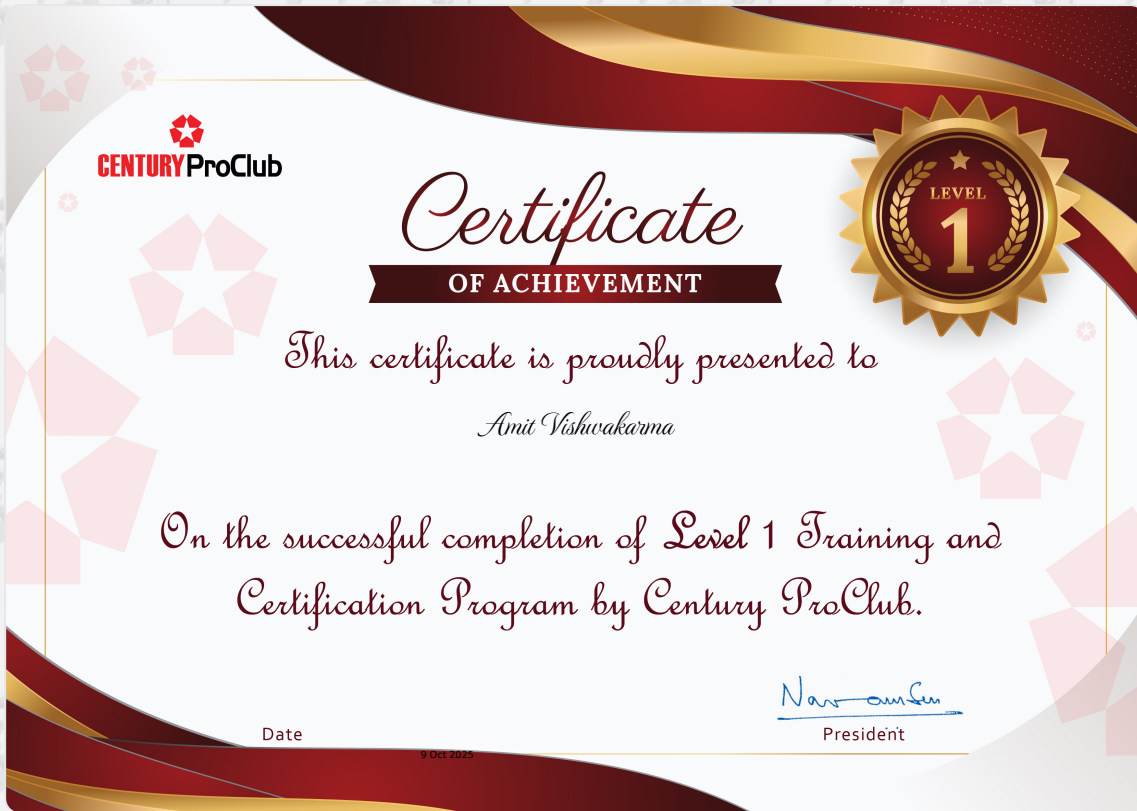 CENTURY ProClub
LEVEL
1
Certificate
OF ACHIEVEMENT
This certificate is proudly presented to
Amit Vishwakarma
On the successful completion of Level 1 Training and
Certification Program by Century ProClub.
Date
President
9 Oct 2025